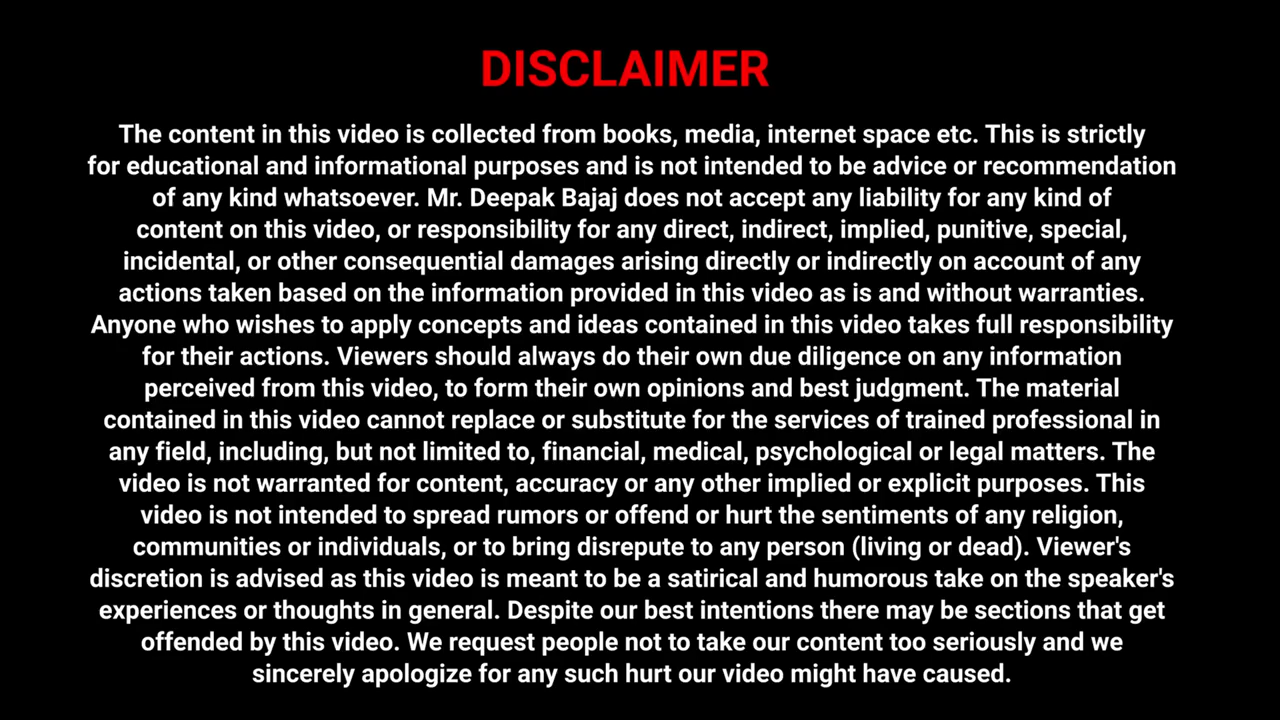 DISCLAIMER
The content in this video is collected from books, media, internet space etc. This is strictly
for educational and informational purposes and is not intended to be advice or recommendation
of any kind whatsoever. Mr. Deepak Bajaj does not accept any liability for any kind of
content on this video, or responsibility for any direct, indirect, implied, punitive, special,
incidental, or other consequential damages arising directly or indirectly on account of any
actions taken based on the information provided in this video as is and without warranties.
Anyone who wishes to apply concepts and ideas contained in this video takes full responsibility
for their actions. Viewers should always do their own due diligence on any information
perceived from this video, to form their own opinions and best judgment. The material
contained in this video cannot replace or substitute for the services of trained professional in
any field, including, but not limited to, financial, medical, psychological or legal matters. The
video is not warranted for content, accuracy or any other implied or explicit purposes. This
video is not intended to spread rumors or offend or hurt the sentiments of any religion,
communities or individuals, or to bring disrepute to any person (living or dead). Viewer's
discretion is advised as this video is meant to be a satirical and humorous take on the speaker's
experiences or thoughts in general. Despite our best intentions there may be sections that get
offended by this video. We request people not to take our content too seriously and we
sincerely apologize for any such hurt our video might have caused.